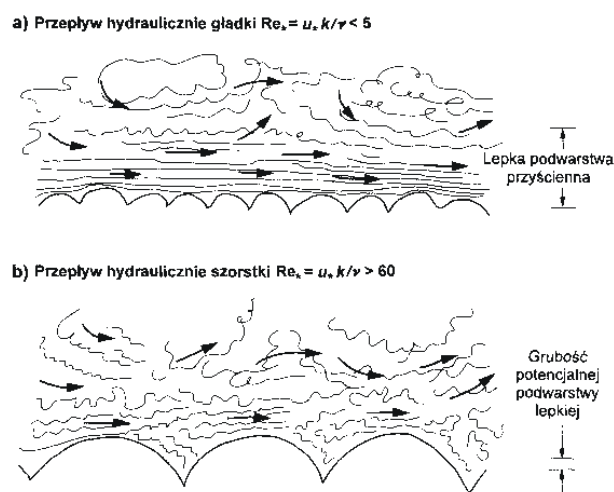 a) Przepływ hydraulicznie gładki Re* = u* k/ν < 5
Lepka podwarstwa
przyścienna
b) Przepływ hydraulicznie szorstki Re* = u* k/ν > 60
Grubość
potencjalnej
podwarstwy
lepkiej